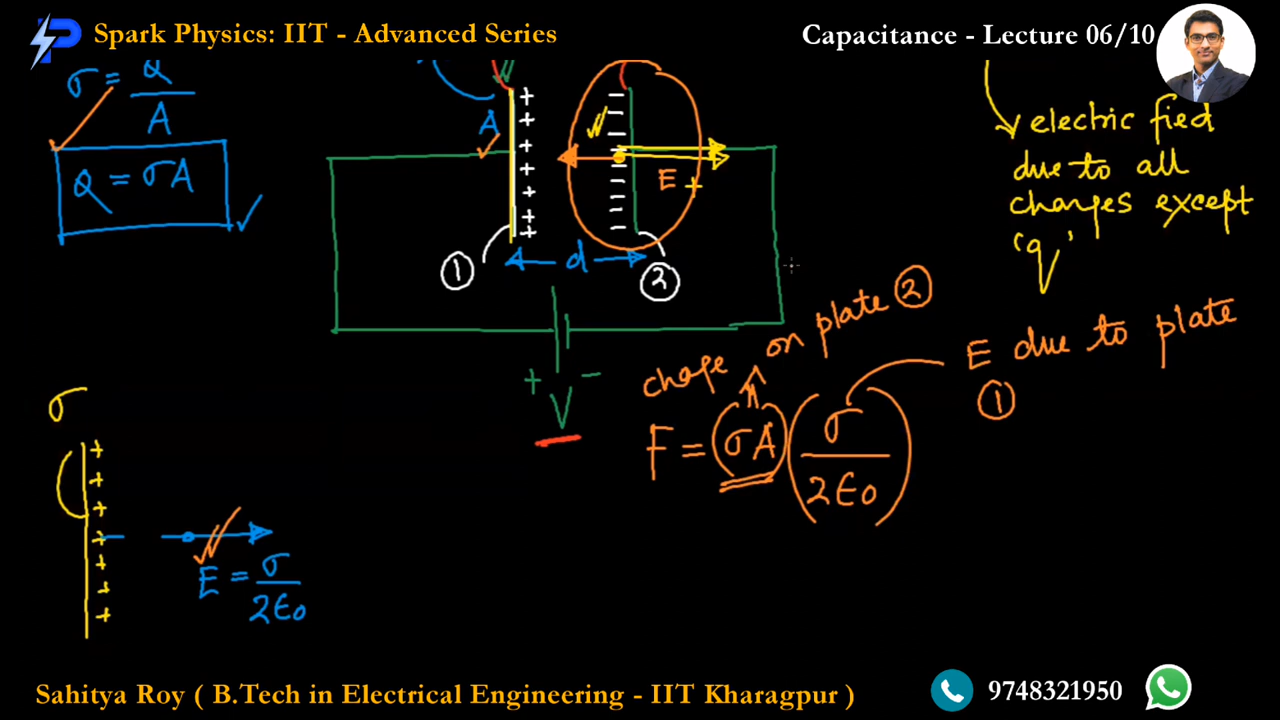 Spark Physics: IIT - Advanced Series
Capacitance - Lecture 06/10
σ = Q / A
Q = σA
A
+ + + + + + +
− − − − − − −
E +
d
①
②
+ −
electric fied
due to all
charges except
'q'
charge on plate ②
E due to plate
①
F = (σA) (σ / 2ε0)
σ
+ + + + + + +
E = σ / 2ε0
Sahitya Roy ( B.Tech in Electrical Engineering - IIT Kharagpur )
9748321950